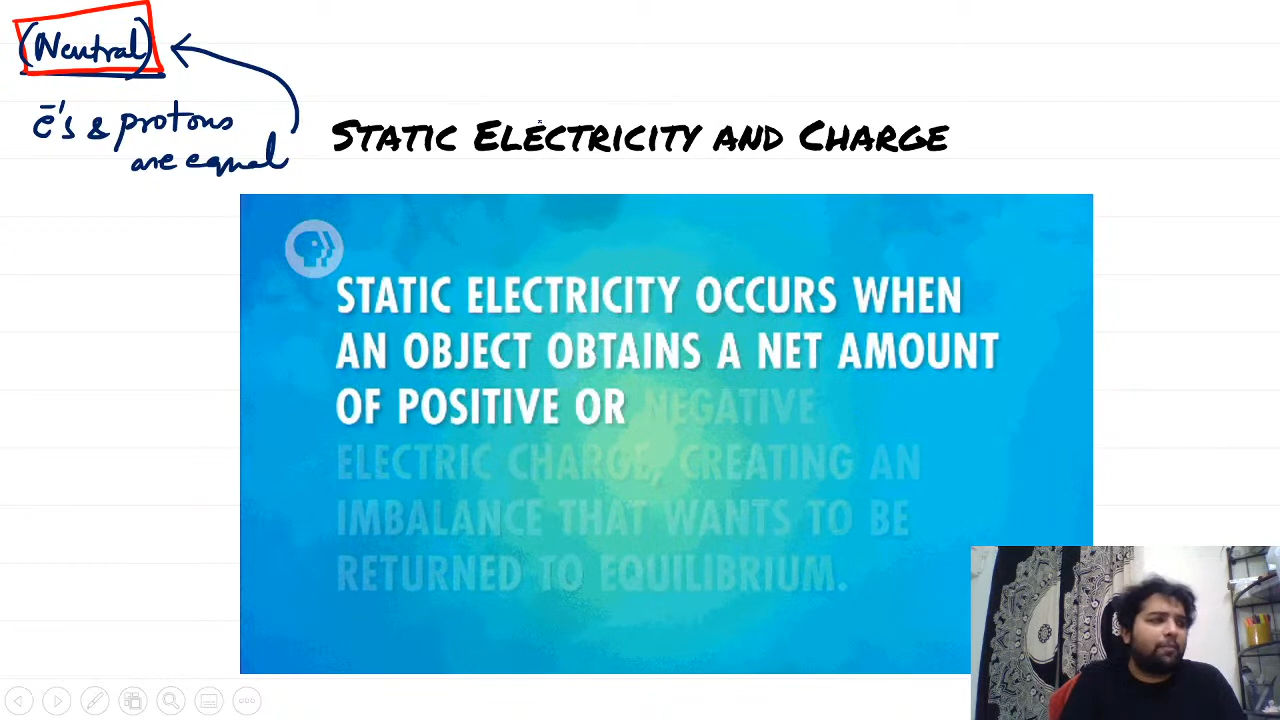 (Neutral)
e̅'s & protons
are equal
STATIC ELECTRICITY AND CHARGE
STATIC ELECTRICITY OCCURS WHEN
AN OBJECT OBTAINS A NET AMOUNT
OF POSITIVE OR NEGATIVE
ELECTRIC CHARGE, CREATING AN
IMBALANCE THAT WANTS TO BE
RETURNED TO EQUILIBRIUM.